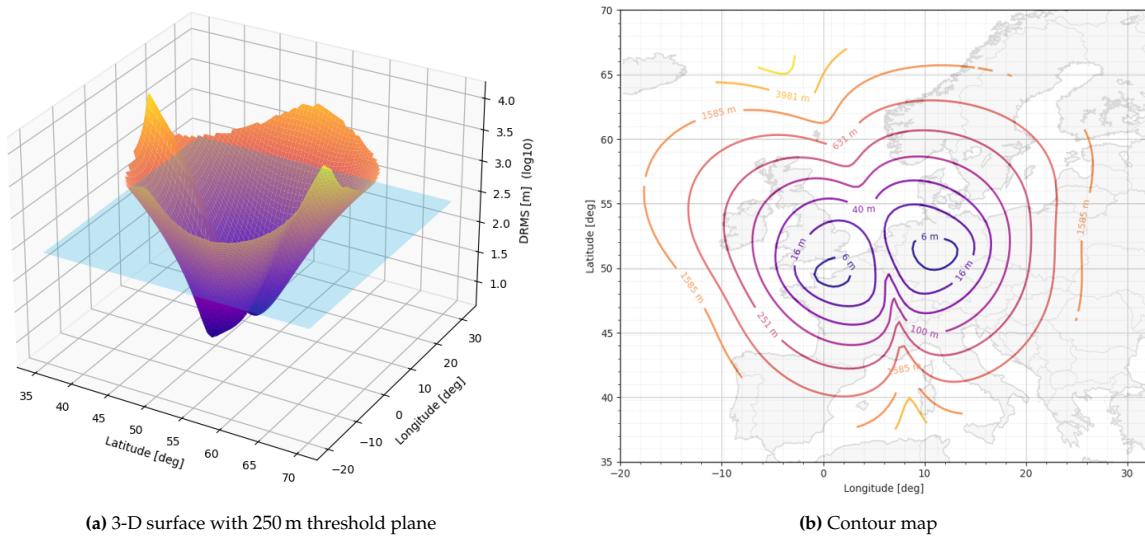 4.0
3.5
3.0
2.5
2.0
1.5
1.0
DRMS [m] (log10)
35
40
45
50
55
60
65
70
Latitude [deg]
−20
−10
0
10
20
30
Longitude [deg]
(a) 3-D surface with 250 m threshold plane
70
65
60
55
50
45
40
35
Latitude [deg]
3981 m
1585 m
631 m
40 m
6 m
16 m
6 m
16 m
1585 m
1585 m
251 m
100 m
1585 m
−20
−10
0
10
20
30
Longitude [deg]
(b) Contour map